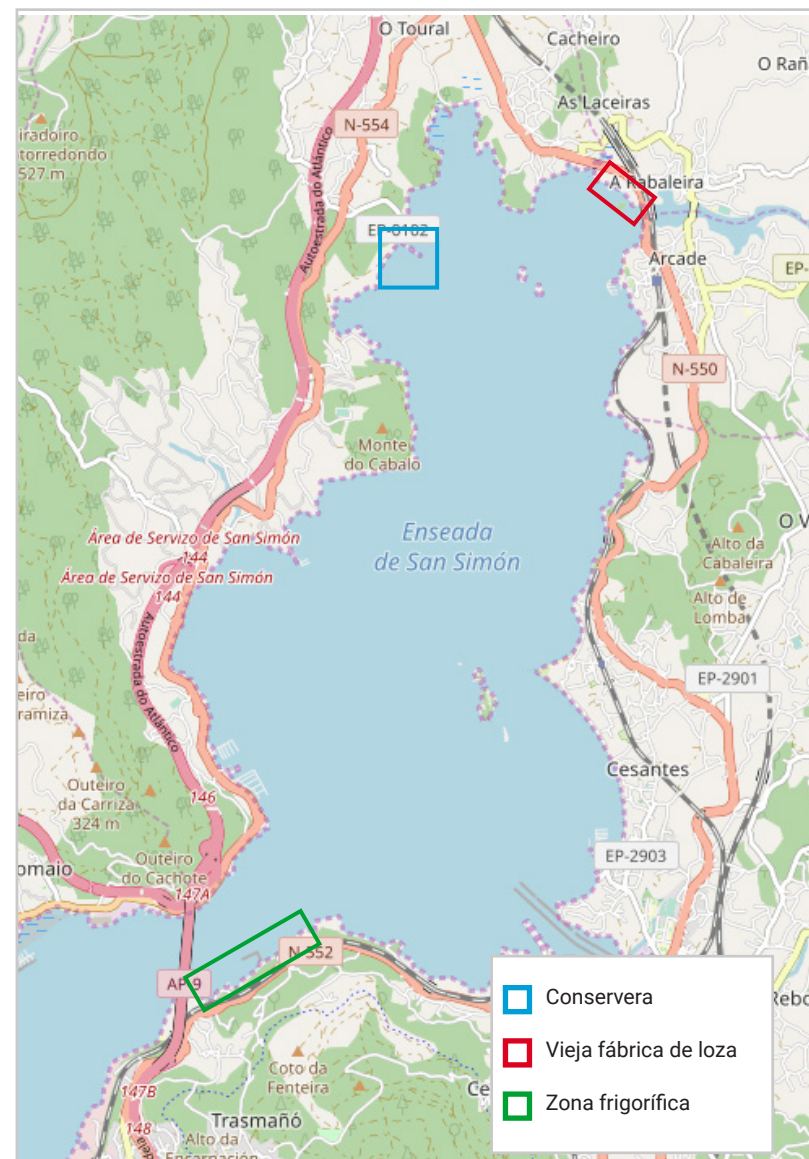 O Toural
Cacheiro
O Rañ
As Laceiras
N-554
iradoiro
torredondo
527 m
A Rabaleira
Autoestrada do Atlántico
EP-0102
Arcade
EP-
N-550
Monte
do Cabalo
Enseada
de San Simón
Área de Servizo de San Simón
144
Área de Servizo de San Simón
144
O V
Alto da
Cabaleira
Alto de
Lomba
da
eiro
ramiza
Autoestrada do Atlántico
EP-2901
Cesantes
146
Outeiro
da Carriza
324 m
Outeiro
do Cachote
EP-2903
omaio
147A
N-552
AP-9
Rebo
Conservera
Vieja fábrica de loza
Zona frigorífica
Coto da
Fenteira
Ce
147B
148
Trasmañó
Alto da
Encarnación